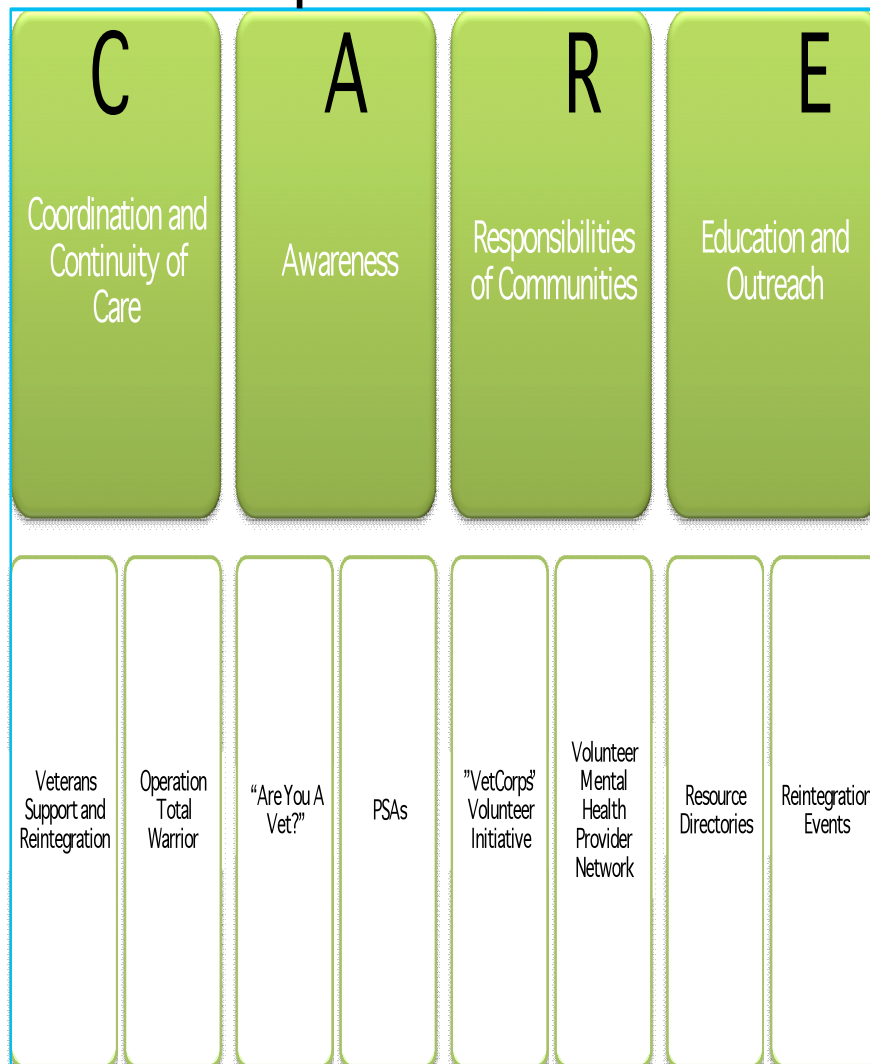 C
Coordination and
Continuity of
Care
A
Awareness
R
Responsibilities
of Communities
E
Education and
Outreach
Veterans
Support and
Reintegration
Operation
Total
Warrior
“Are You A
Vet?”
PSAs
”VetCorps”
Volunteer
Initiative
Volunteer
Mental
Health
Provider
Network
Resource
Directories
Reintegration
Events